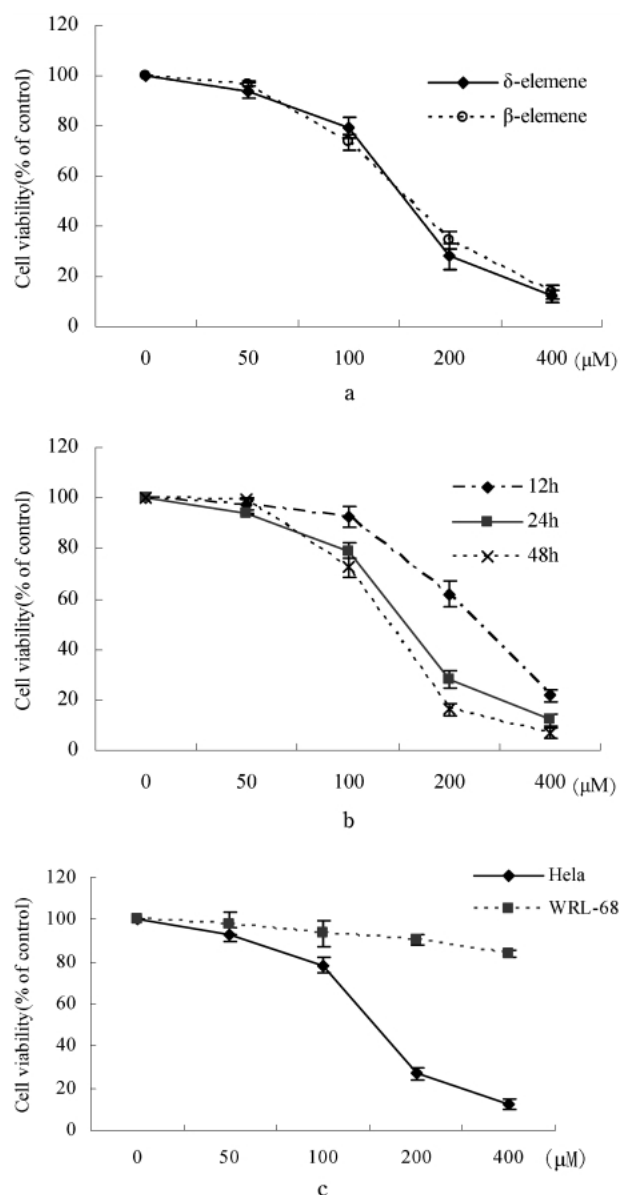 120
100
80
60
40
20
0
Cell viability(% of control)
δ-elemene
β-elemene
0 50 100 200 400 (μM)
a
120
100
80
60
40
20
0
Cell viability(% of control)
12h
24h
48h
0 50 100 200 400 (μM)
b
120
100
80
60
40
20
0
Cell viability(% of control)
Hela
WRL-68
0 50 100 200 400 (μM)
c